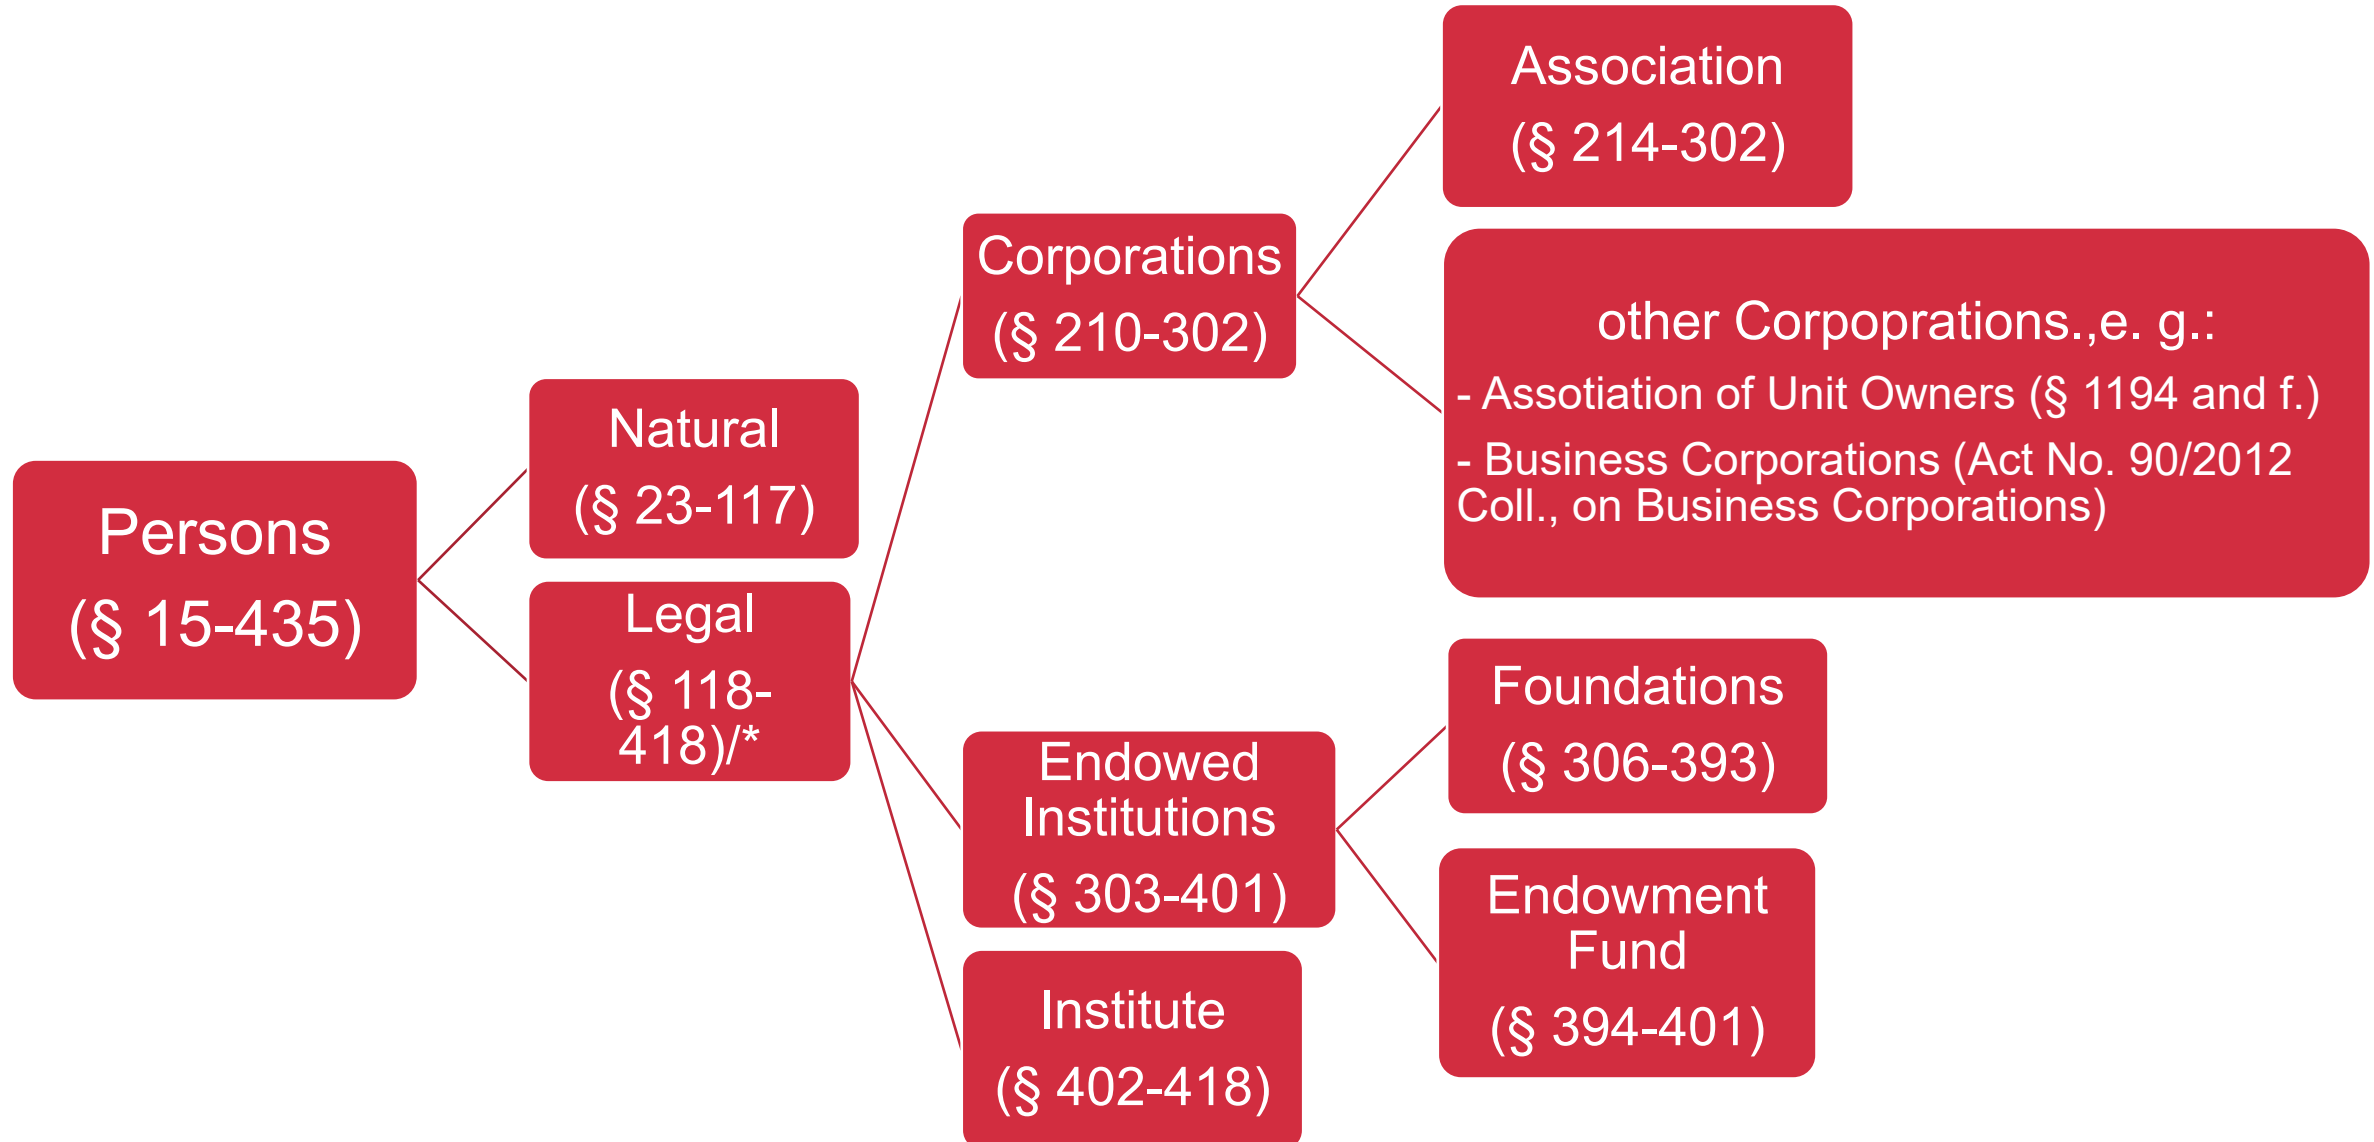 Persons
(§ 15-435)
Natural
(§ 23-117)
Legal
(§ 118-
418)/*
Corporations
(§ 210-302)
Association
(§ 214-302)
other Corpoprations.,e. g.:
- Assotiation of Unit Owners (§ 1194 and f.)
- Business Corporations (Act No. 90/2012
Coll., on Business Corporations)
Endowed
Institutions
(§ 303-401)
Foundations
(§ 306-393)
Endowment
Fund
(§ 394-401)
Institute
(§ 402-418)